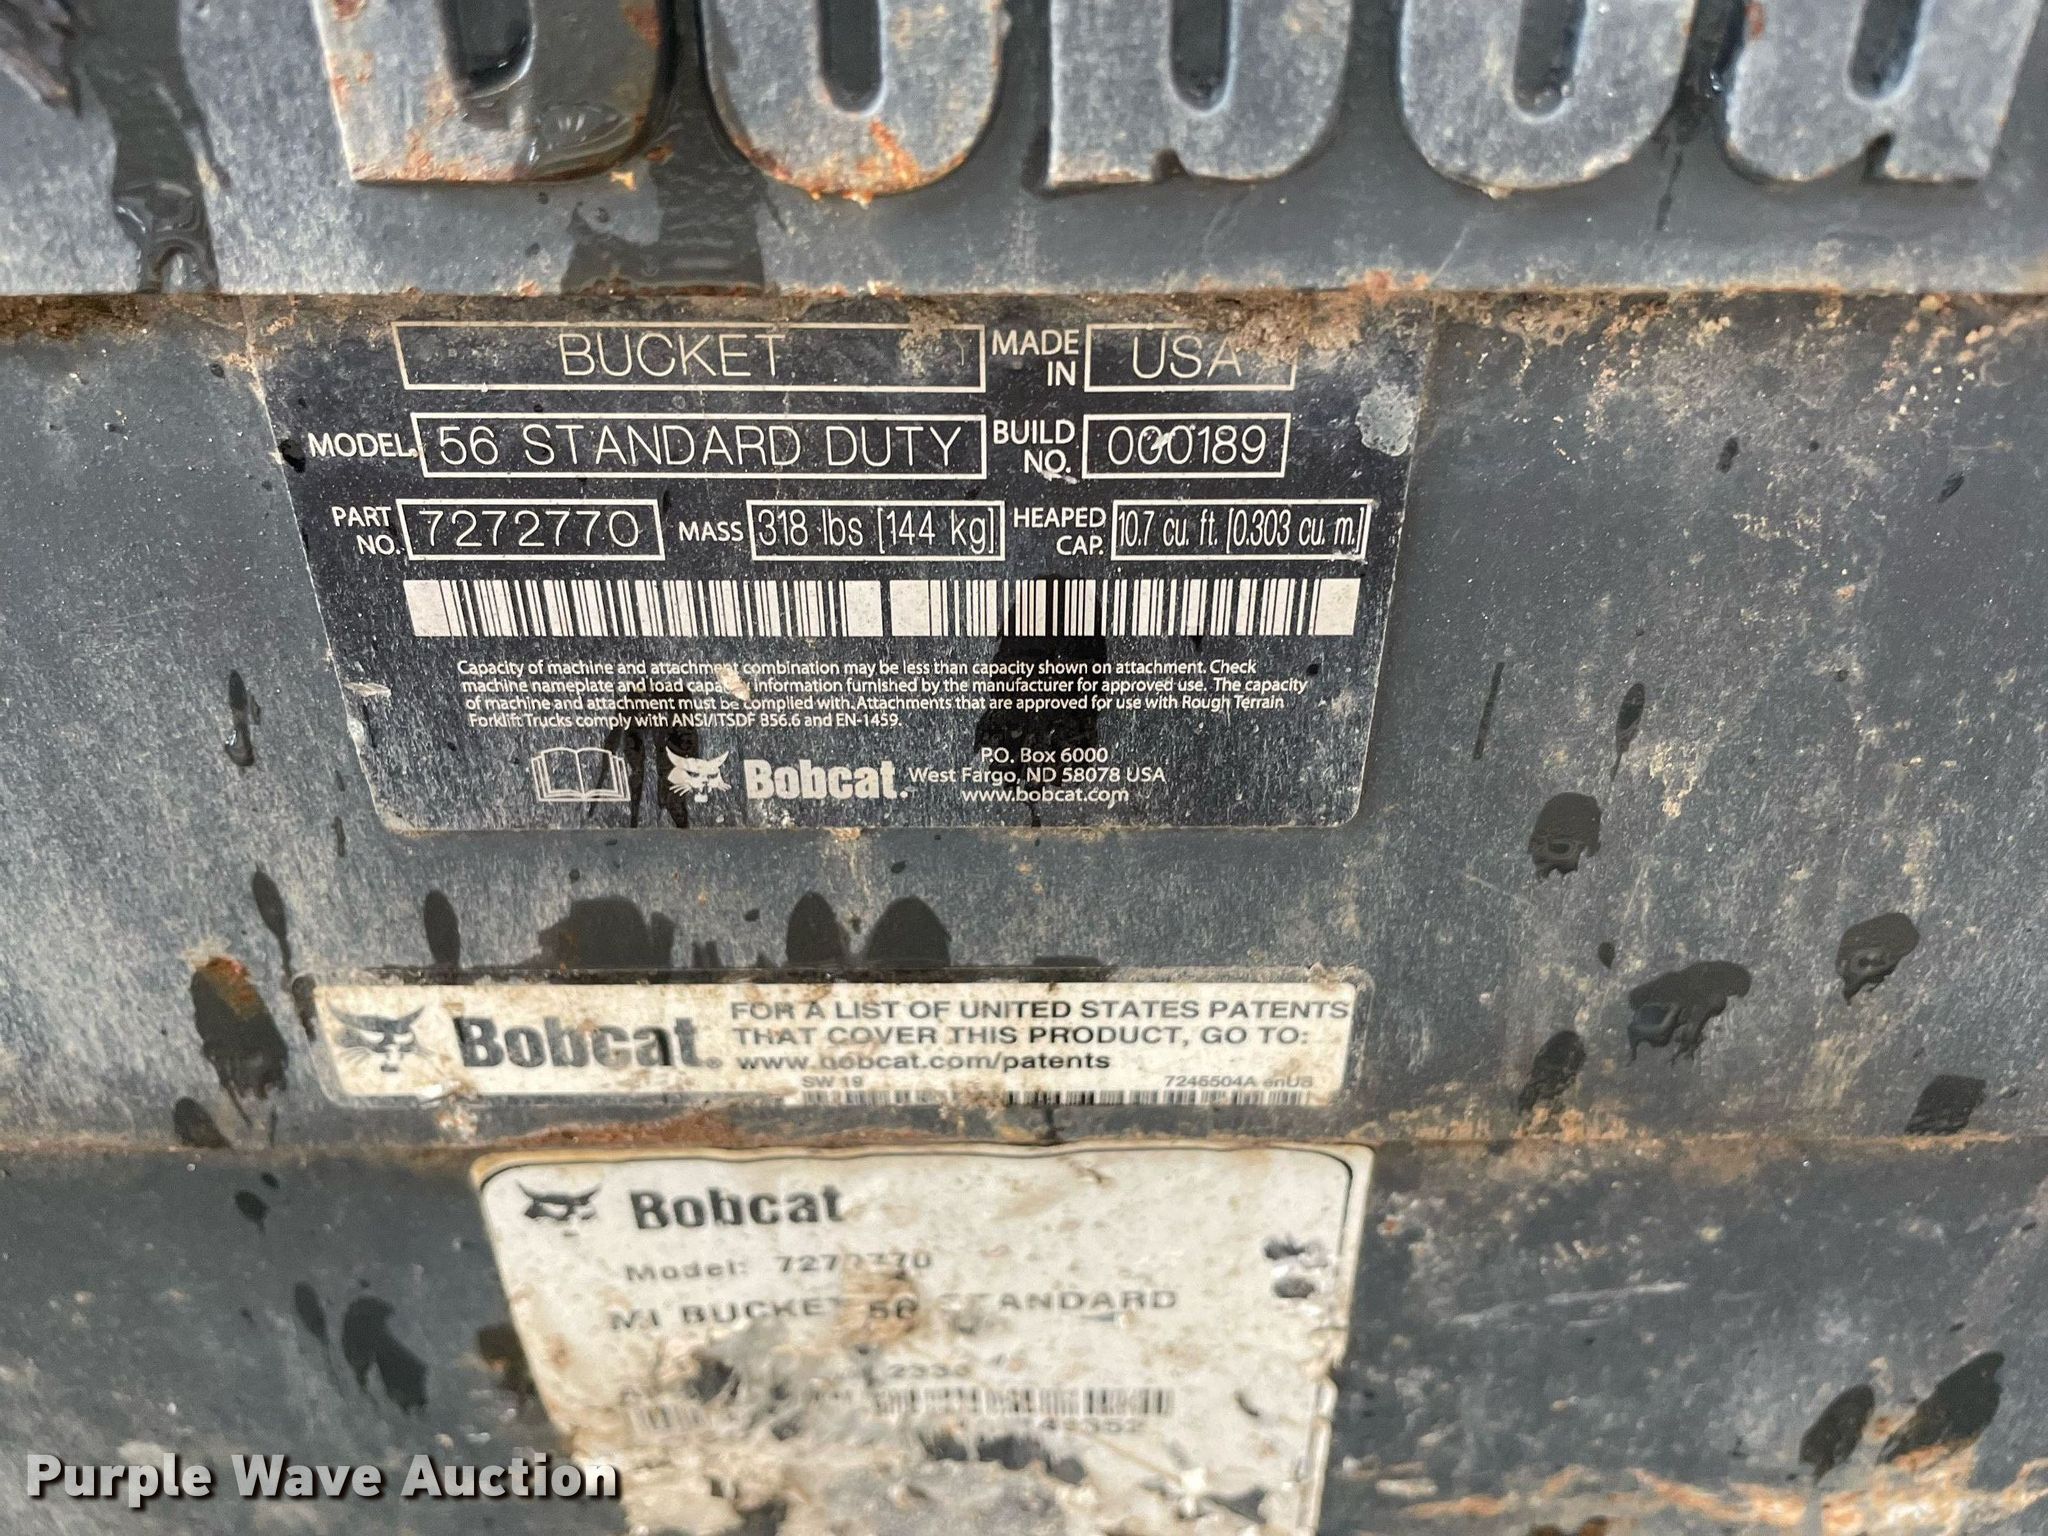 Bobca
BUCKET
MADE IN USA
MODEL. 56 STANDARD DUTY
BUILD NO. 000189
PART NO. 7272770
MASS 318 lbs [144 kg]
HEAPED CAP. 10.7 cu. ft. [0.303 cu. m.]
Capacity of machine and attachment combination may be less than capacity shown on attachment. Check
machine nameplate and load capacity information furnished by the manufacturer for approved use. The capacity
of machine and attachment must be complied with. Attachments that are approved for use with Rough Terrain
Forklift Trucks comply with ANSI/ITSDF B56.6 and EN-1459.
Bobcat.
P.O. Box 6000
West Fargo, ND 58078 USA
www.bobcat.com
Bobcat®
FOR A LIST OF UNITED STATES PATENTS
THAT COVER THIS PRODUCT, GO TO:
www.bobcat.com/patents
SW 19
7246504A enUS
Bobcat
Model: 7272770
M1 BUCKET 56 STANDARD
Purple Wave Auction